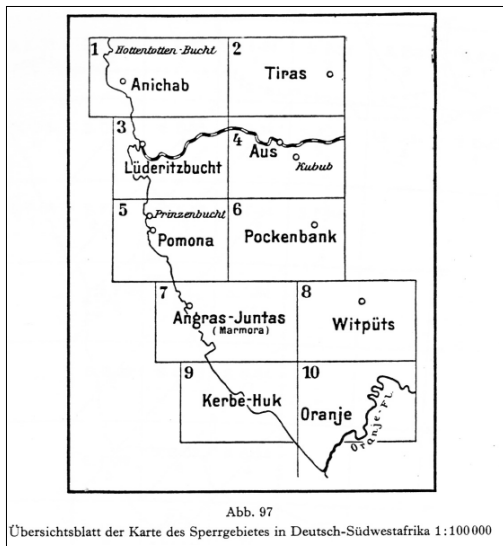 1 Hottentotten-Bucht
Anichab
2
Tiras
3
Lüderitzbucht
4
Aus
Kubub
5
Prinzenbucht
Pomona
6
Pockenbank
7
Angras-Juntas
(Marmora)
8
Witpüts
9
Kerbe-Huk
10
Oranje
Oranje-Fl.
Abb. 97
Übersichtsblatt der Karte des Sperrgebietes in Deutsch-Südwestafrika 1:100000